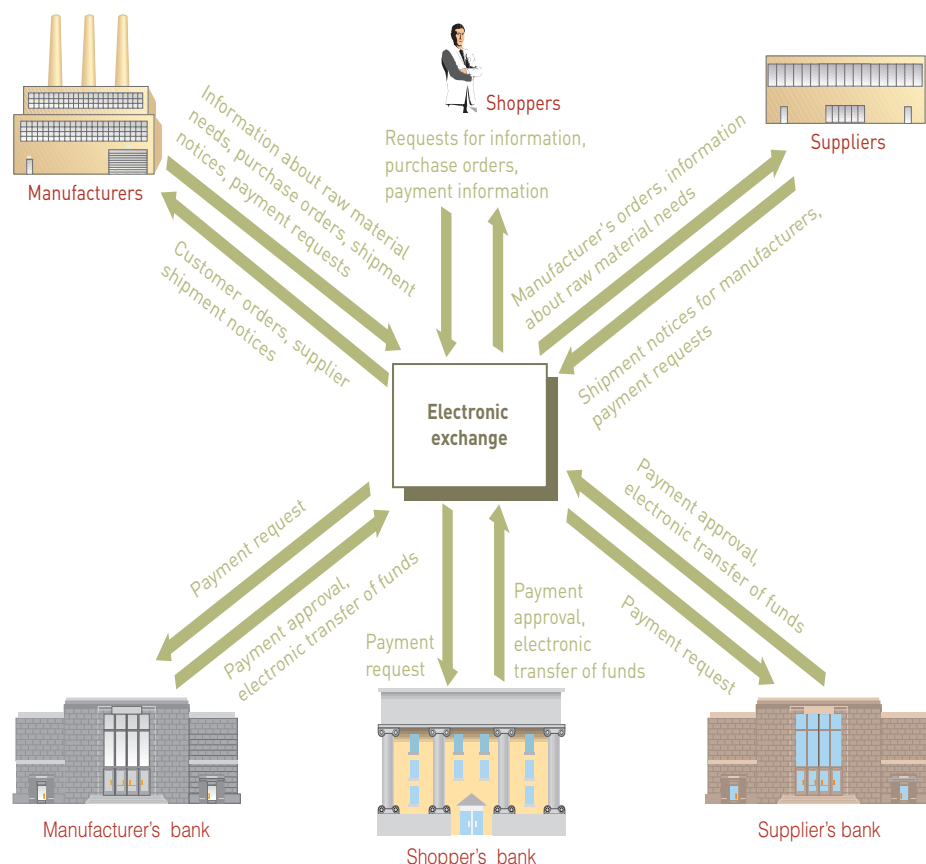 Manufacturers
Information about raw material
needs, purchase orders, shipment
notices, payment requests
Customer orders, supplier
shipment notices
Shoppers
Requests for information,
purchase orders,
payment information
Suppliers
Manufacturer's orders, information
about raw material needs
Shipment notices for manufacturers,
payment requests
Electronic
exchange
Payment request
Payment approval,
electronic transfer of funds
Payment
request
Payment
approval,
electronic
transfer of funds
Payment approval,
electronic transfer of funds
Payment request
Manufacturer's bank
Shopper's bank
Supplier's bank